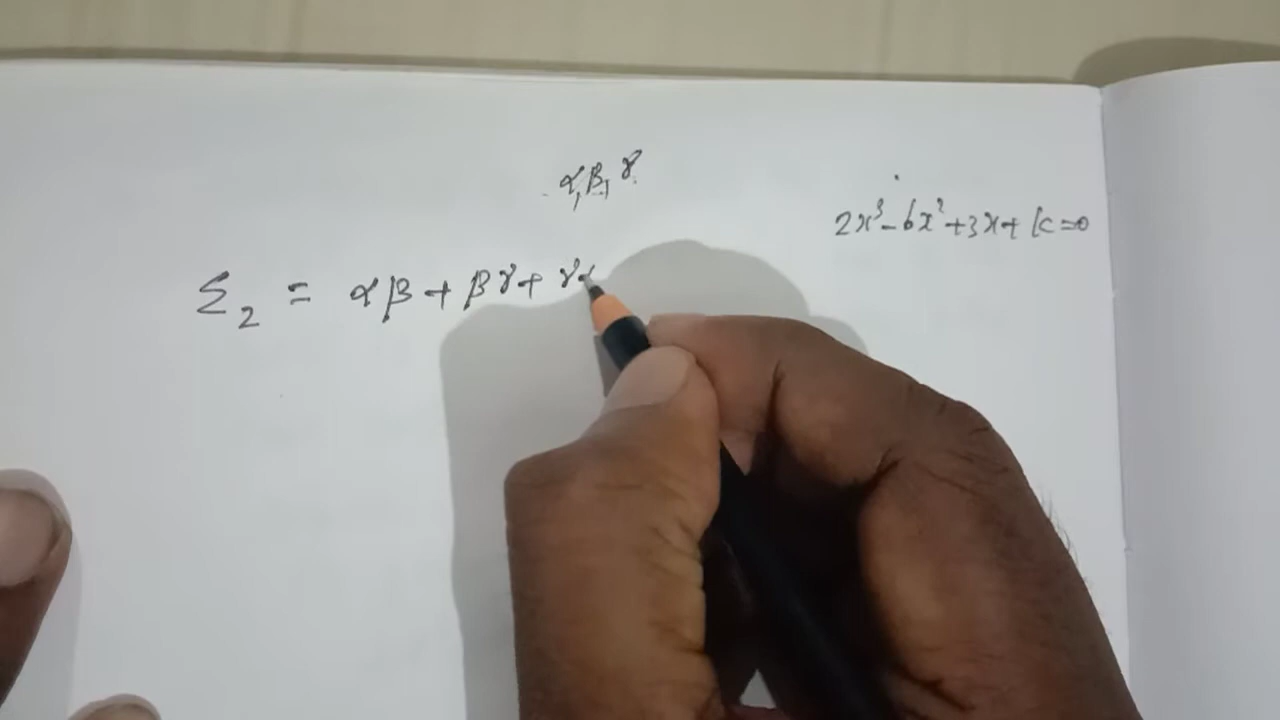 α, β, γ
2x³-6x²+3x+k=0
Σ₂ = αβ+βγ+γα